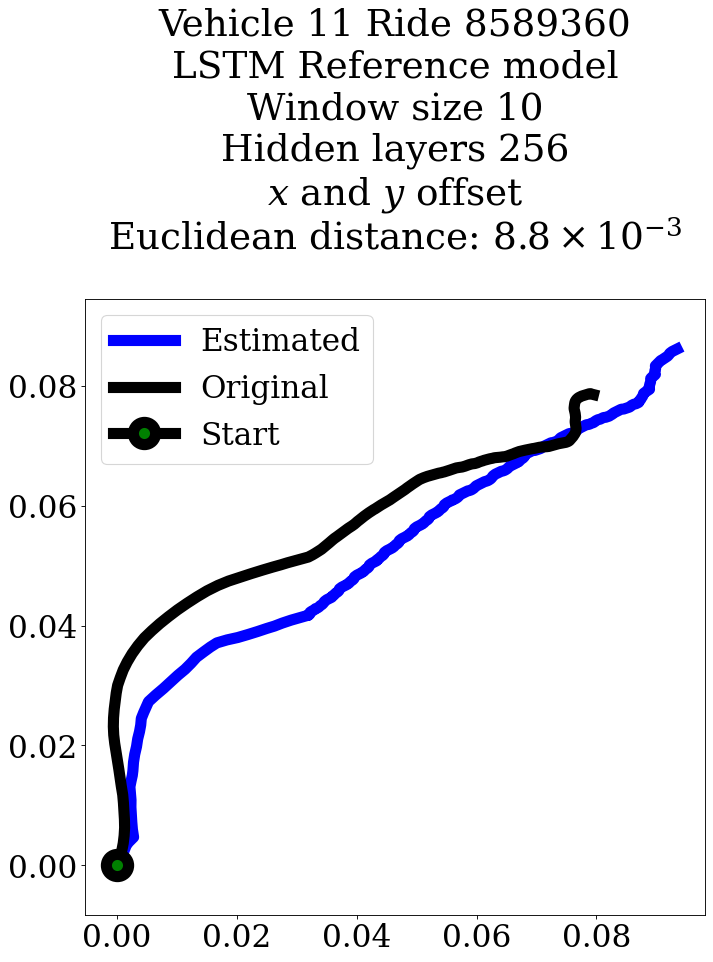 Vehicle 11 Ride 8589360
LSTM Reference model
Window size 10
Hidden layers 256
x and y offset
Euclidean distance: 8.8 × 10⁻³
Estimated
Original
Start
0.08
0.06
0.04
0.02
0.00
0.00 0.02 0.04 0.06 0.08